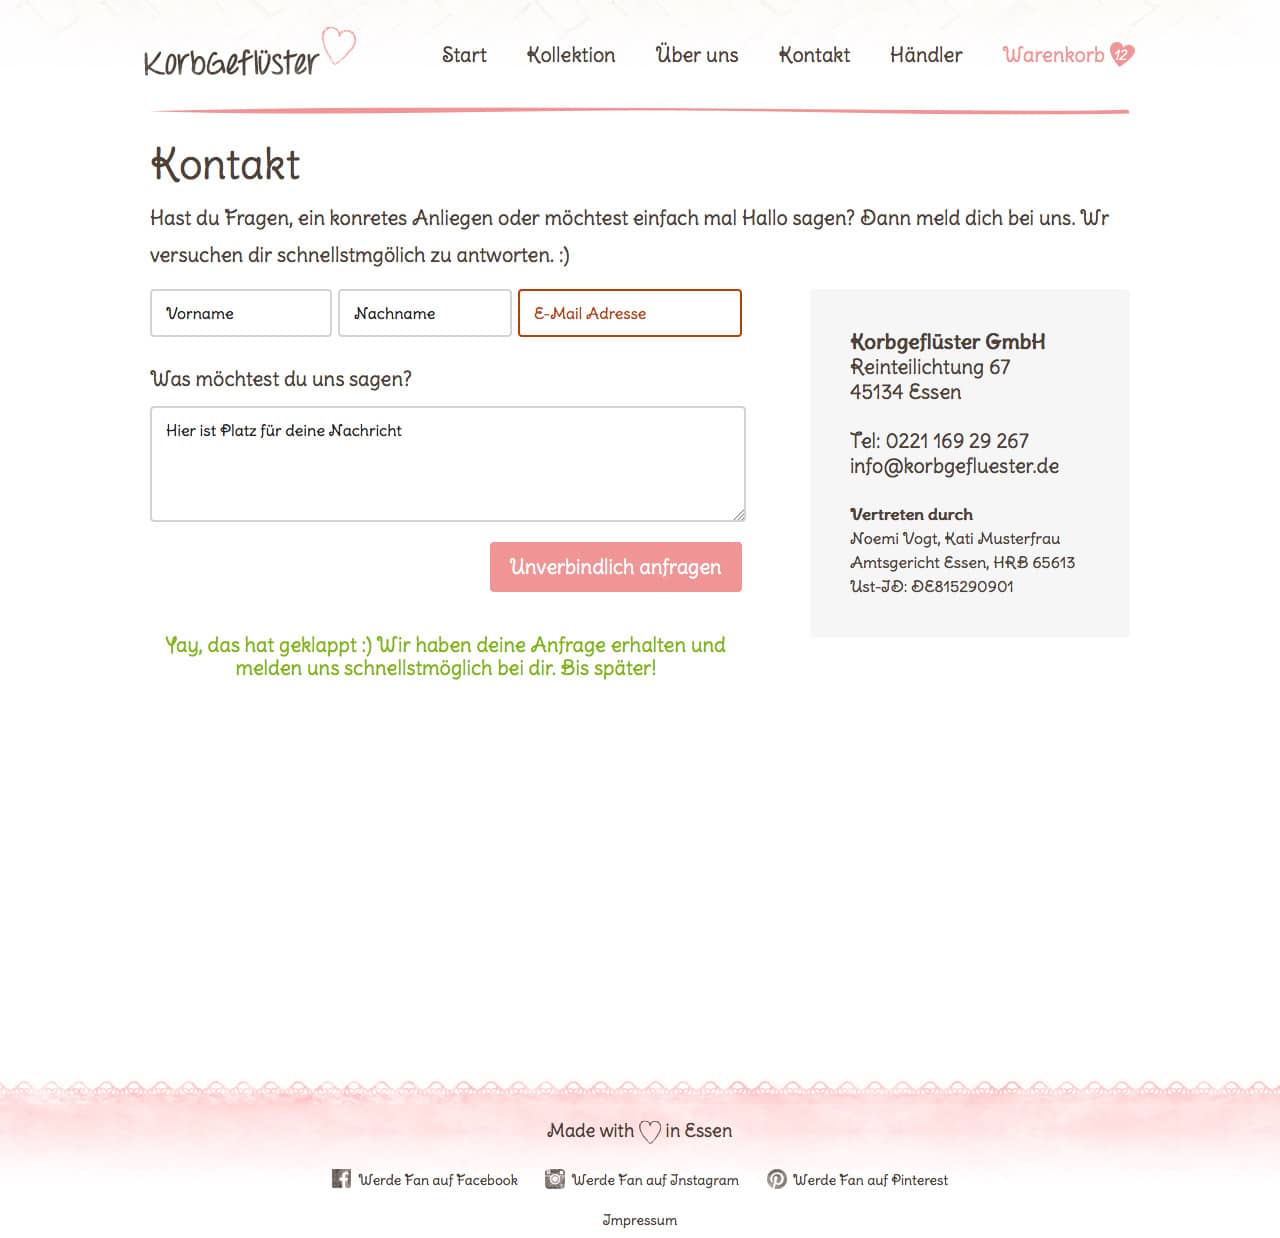 KorbGeflüster
Start Kollektion Über uns Kontakt Händler Warenkorb 12
Kontakt
Hast du Fragen, ein konretes Anliegen oder möchtest einfach mal Hallo sagen? Dann meld dich bei uns. Wr
versuchen dir schnellstmgölich zu antworten. :)
Vorname Nachname E-Mail Adresse
Was möchtest du uns sagen?
Hier ist Platz für deine Nachricht
Unverbindlich anfragen
Yay, das hat geklappt :) Wir haben deine Anfrage erhalten und
melden uns schnellstmöglich bei dir. Bis später!
Korbgeflüster GmbH
Reinteilichtung 67
45134 Essen
Tel: 0221 169 29 267
info@korbgefluester.de
Vertreten durch
Noemi Vogt, Kati Musterfrau
Amtsgericht Essen, HRB 65613
Ust-ID: DE815290901
Made with in Essen
Werde Fan auf Facebook Werde Fan auf Instagram Werde Fan auf Pinterest
Impressum